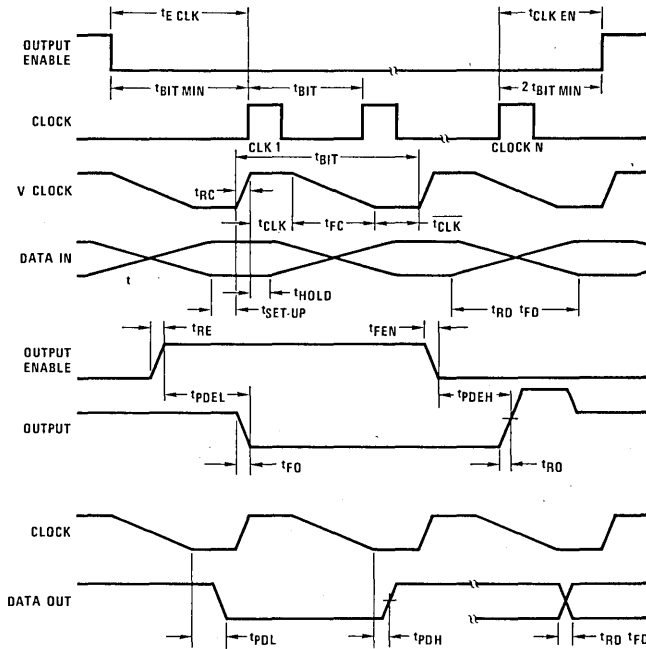 tE CLK
tCLK EN
OUTPUT
ENABLE
tBIT MIN
tBIT
2 tBIT MIN
CLOCK
CLK 1
CLOCK N
tBIT
V CLOCK
tRC
tCLK
tFC
tCLK
DATA IN
t
tHOLD
tSET-UP
tRD tFD
tRE
tFEN
OUTPUT
ENABLE
tPDEL
tPDEH
OUTPUT
tFO
tRO
CLOCK
DATA OUT
tPDL
tPDH
tRD tFD